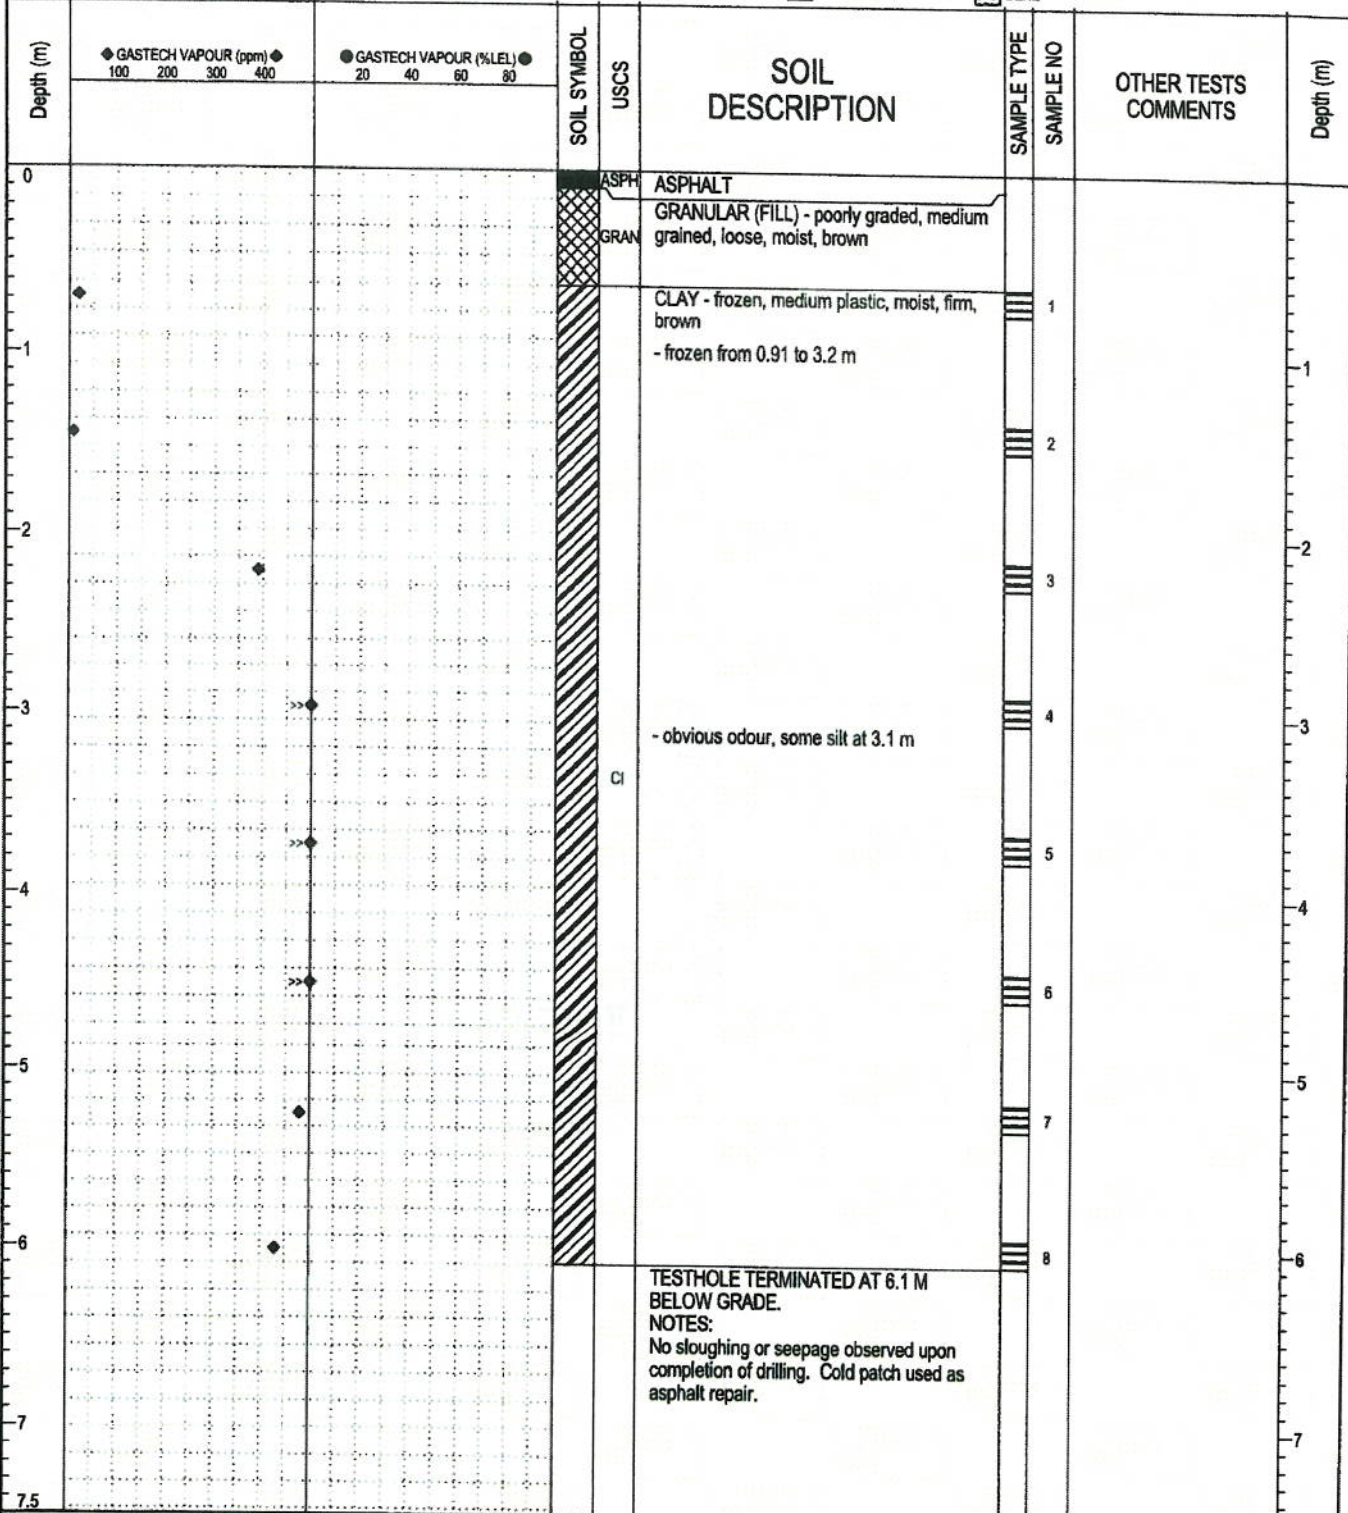 Depth (m)
◆ GASTECH VAPOUR (ppm) ◆
100 200 300 400
● GASTECH VAPOUR (%LEL) ●
20 40 60 80
SOIL SYMBOL
USCS
SOIL
DESCRIPTION
SAMPLE TYPE
SAMPLE NO
OTHER TESTS
COMMENTS
Depth (m)
0
ASPH
ASPHALT
GRAN
GRANULAR (FILL) - poorly graded, medium
grained, loose, moist, brown
CLAY - frozen, medium plastic, moist, firm,
brown
1
- frozen from 0.91 to 3.2 m
1
1
2
2
2
3
3
>>
4
3
- obvious odour, some silt at 3.1 m
CI
>>
5
4
4
>>
6
5
5
7
6
8
6
TESTHOLE TERMINATED AT 6.1 M
BELOW GRADE.
NOTES:
No sloughing or seepage observed upon
completion of drilling. Cold patch used as
asphalt repair.
7
7
7.5